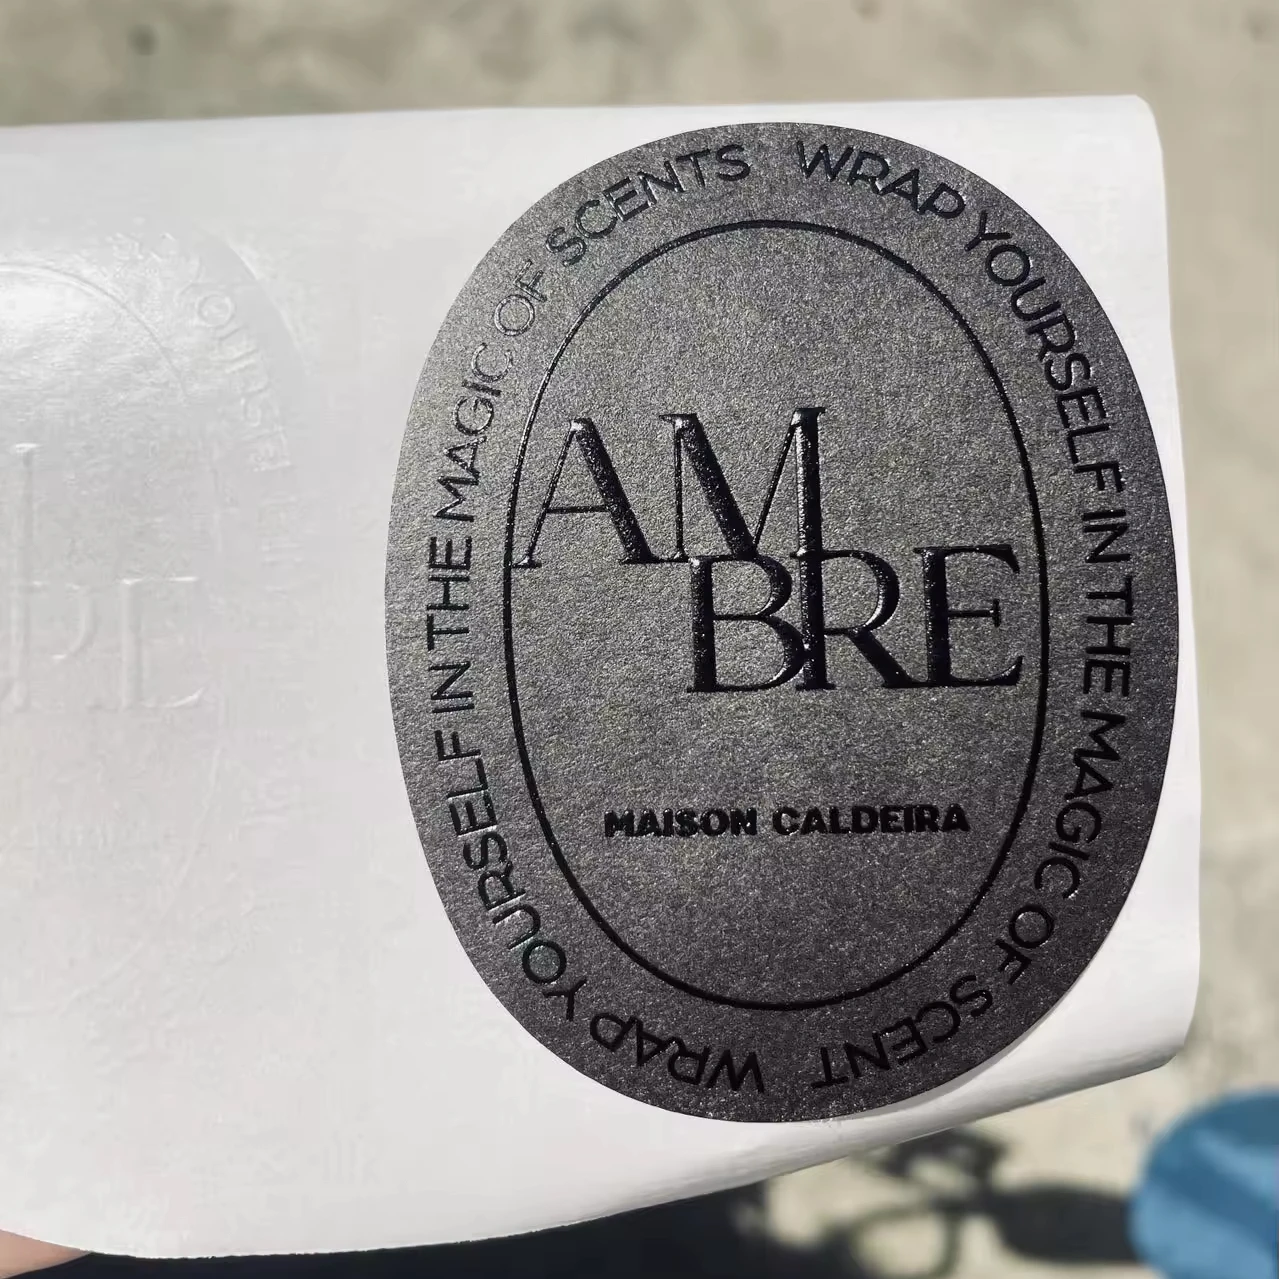 WRAP YOURSELF IN THE MAGIC OF SCENT
WRAP YOURSELF IN THE MAGIC OF SCENTS
AM
BRE
MAISON CALDEIRA